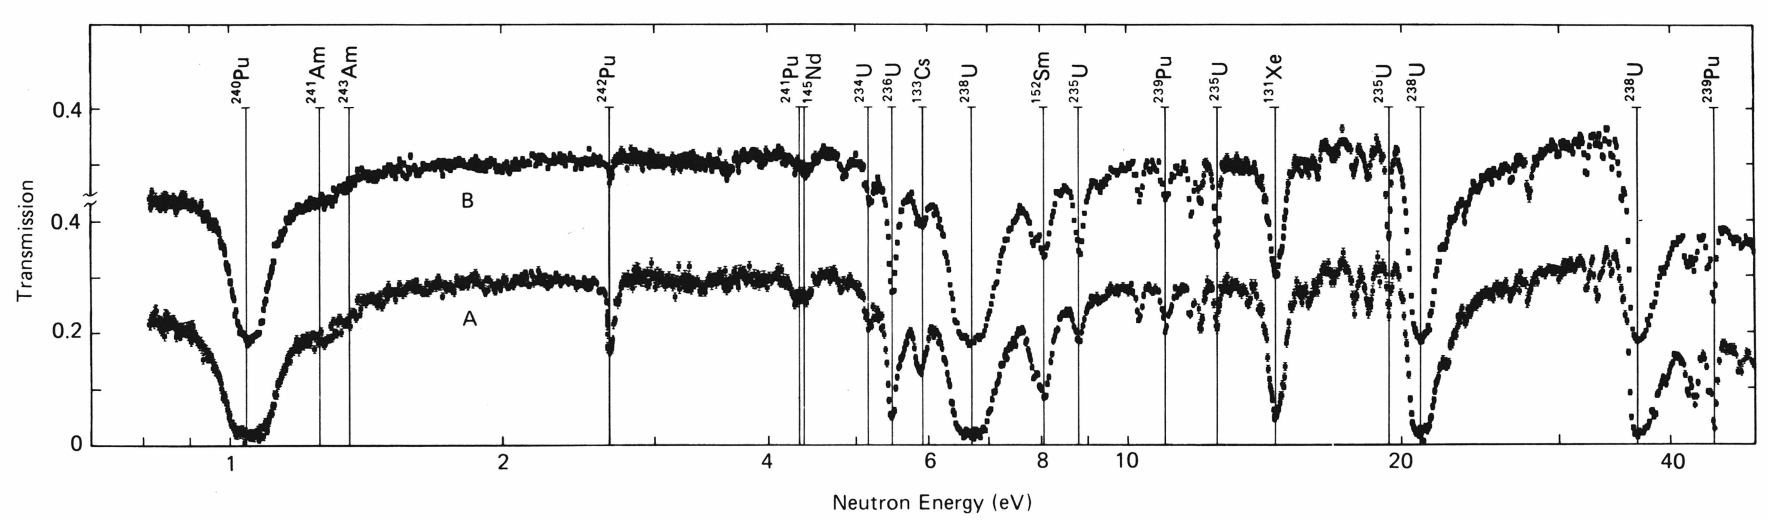 ²⁴⁰Pu
²⁴¹Am
²⁴³Am
²⁴²Pu
²⁴¹Pu
¹⁴⁵Nd
²³⁴U
²³⁶U
¹³³Cs
²³⁸U
¹⁵²Sm
²³⁵U
²³⁹Pu
²³⁵U
¹³¹Xe
²³⁵U
²³⁸U
²³⁸U
²³⁹Pu
0.4
B
0.4
A
0.2
0
Transmission
1 2 4 6 8 10 20 40
Neutron Energy (eV)